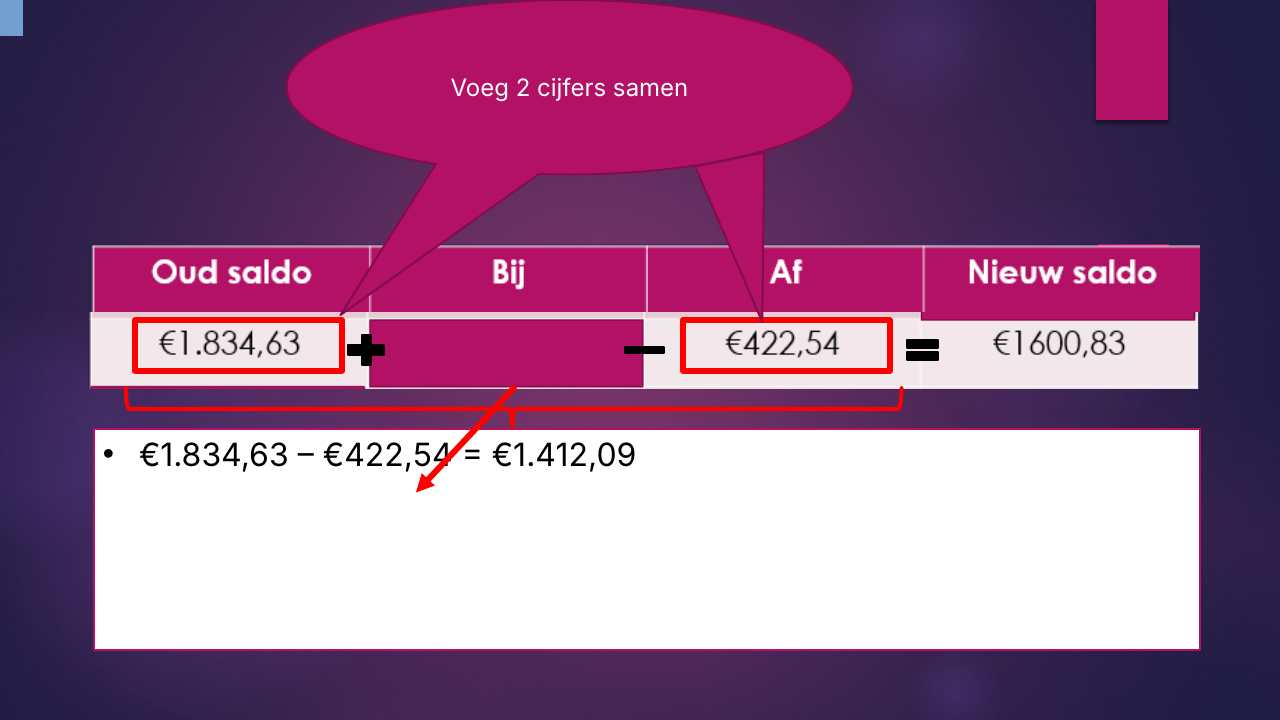 Voeg 2 cijfers samen
Oud saldo Bij Af Nieuw saldo
€1.834,63 + − €422,54 = €1600,83
• €1.834,63 – €422,54 = €1.412,09